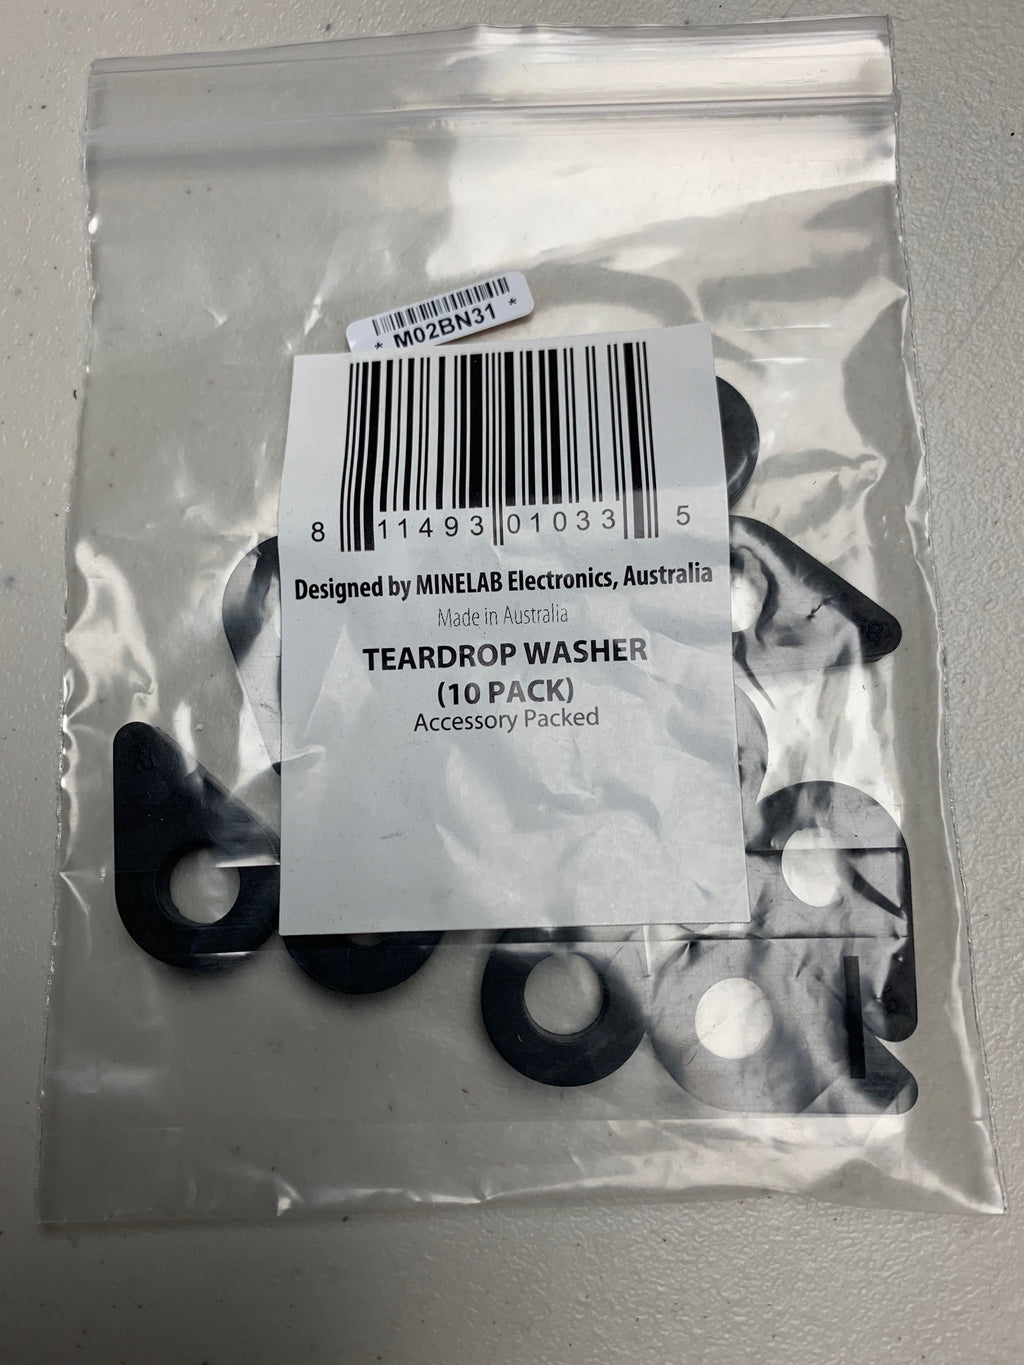 * M02BN31 *
8 11493 01033 5
Designed by MINELAB Electronics, Australia
Made in Australia
TEARDROP WASHER
(10 PACK)
Accessory Packed